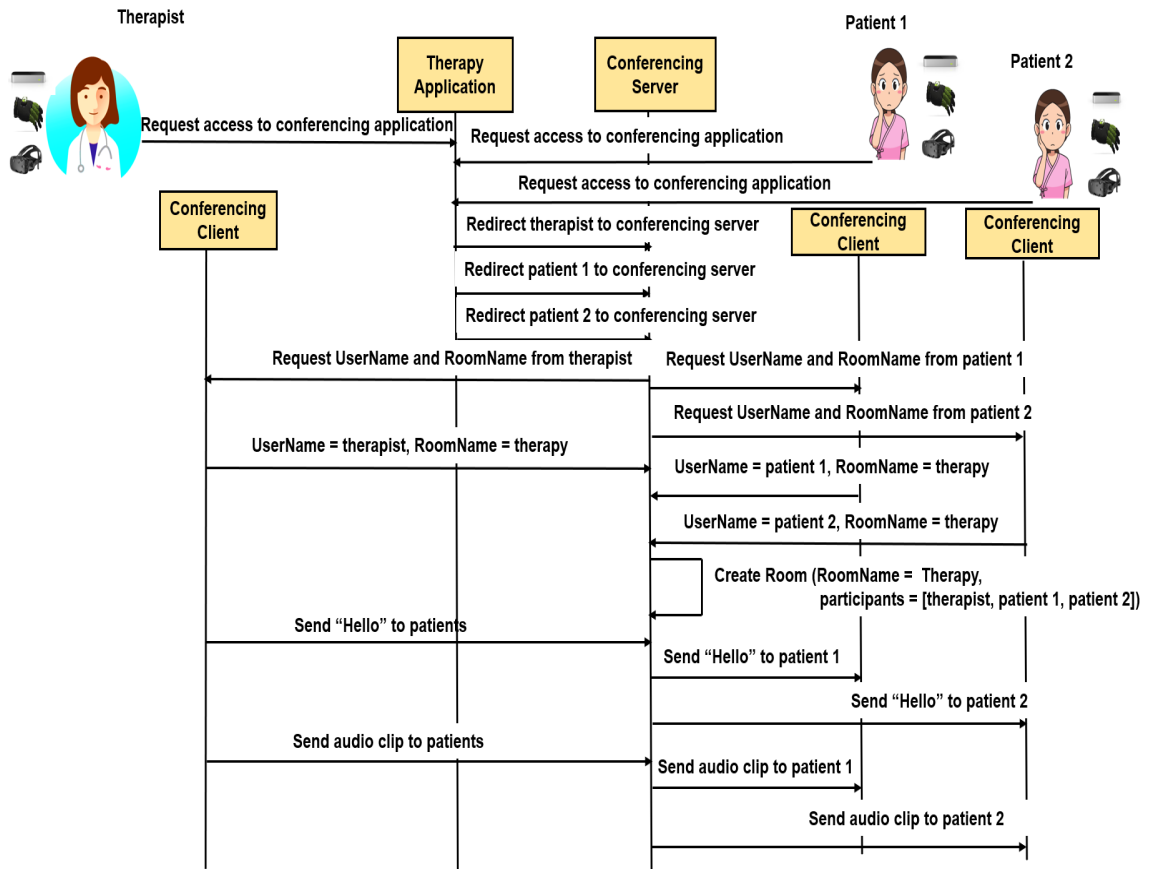 Therapist
Patient 1
Patient 2
Therapy
Application
Conferencing
Server
Request access to conferencing application
Request access to conferencing application
Request access to conferencing application
Conferencing
Client
Conferencing
Client
Conferencing
Client
Redirect therapist to conferencing server
Redirect patient 1 to conferencing server
Redirect patient 2 to conferencing server
Request UserName and RoomName from therapist
Request UserName and RoomName from patient 1
Request UserName and RoomName from patient 2
UserName = therapist, RoomName = therapy
UserName = patient 1, RoomName = therapy
UserName = patient 2, RoomName = therapy
Create Room (RoomName = Therapy,
participants = [therapist, patient 1, patient 2])
Send “Hello” to patients
Send “Hello” to patient 1
Send “Hello” to patient 2
Send audio clip to patients
Send audio clip to patient 1
Send audio clip to patient 2